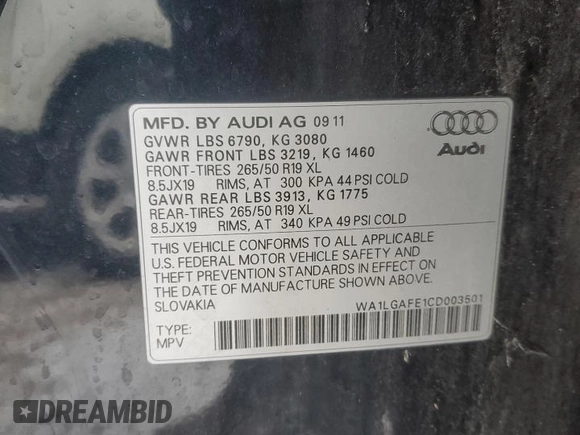 MFD. BY AUDI AG 09 11
GVWR LBS 6790, KG 3080
GAWR FRONT LBS 3219, KG 1460
FRONT-TIRES 265/50 R19 XL
8.5JX19 RIMS, AT 300 KPA 44 PSI COLD
GAWR REAR LBS 3913, KG 1775
REAR-TIRES 265/50 R19 XL
8.5JX19 RIMS, AT 340 KPA 49 PSI COLD
THIS VEHICLE CONFORMS TO ALL APPLICABLE
U.S. FEDERAL MOTOR VEHICLE SAFETY AND
THEFT PREVENTION STANDARDS IN EFFECT ON
THE DATE OF MANUFACTURE SHOWN ABOVE.
SLOVAKIA
WA1LGAFE1CD003501
TYPE:
MPV
Audi
DREAMBID